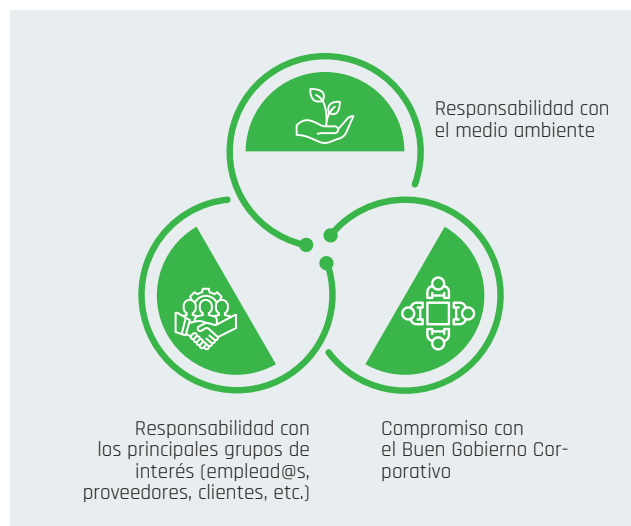 Responsabilidad con
el medio ambiente
Responsabilidad con
los principales grupos de
interés (emplead@s,
proveedores, clientes, etc.)
Compromiso con
el Buen Gobierno Cor-
porativo